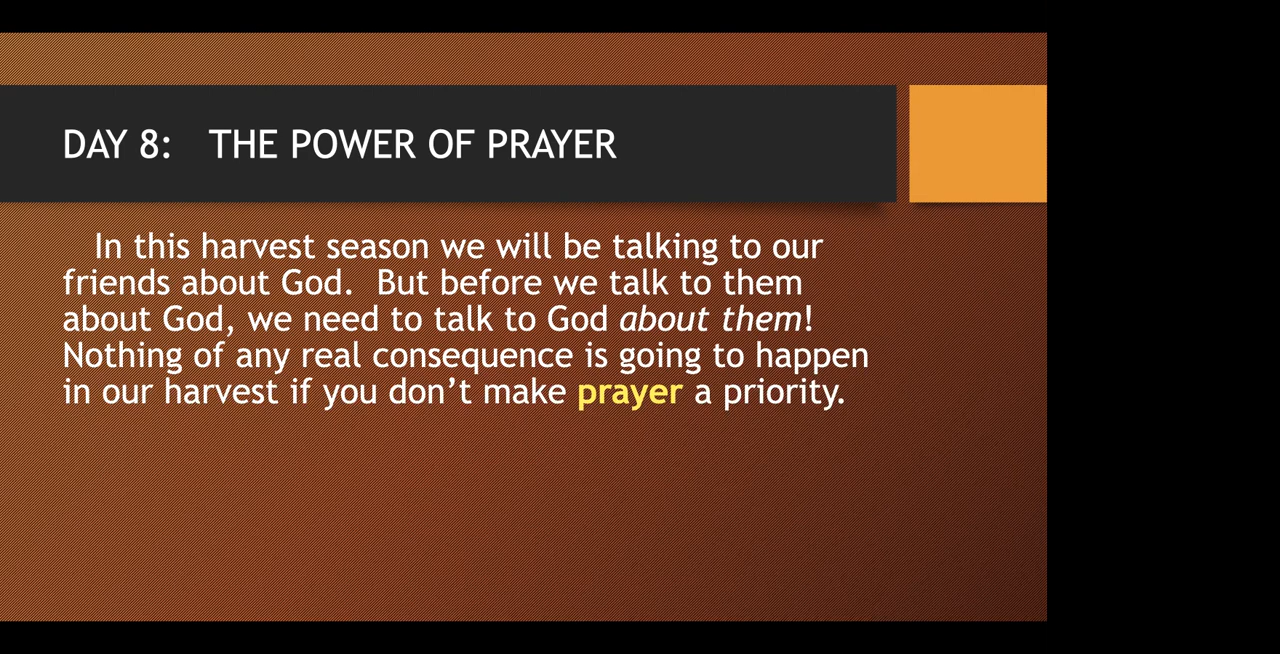 DAY 8: THE POWER OF PRAYER
In this harvest season we will be talking to our
friends about God. But before we talk to them
about God, we need to talk to God about them!
Nothing of any real consequence is going to happen
in our harvest if you don’t make prayer a priority.